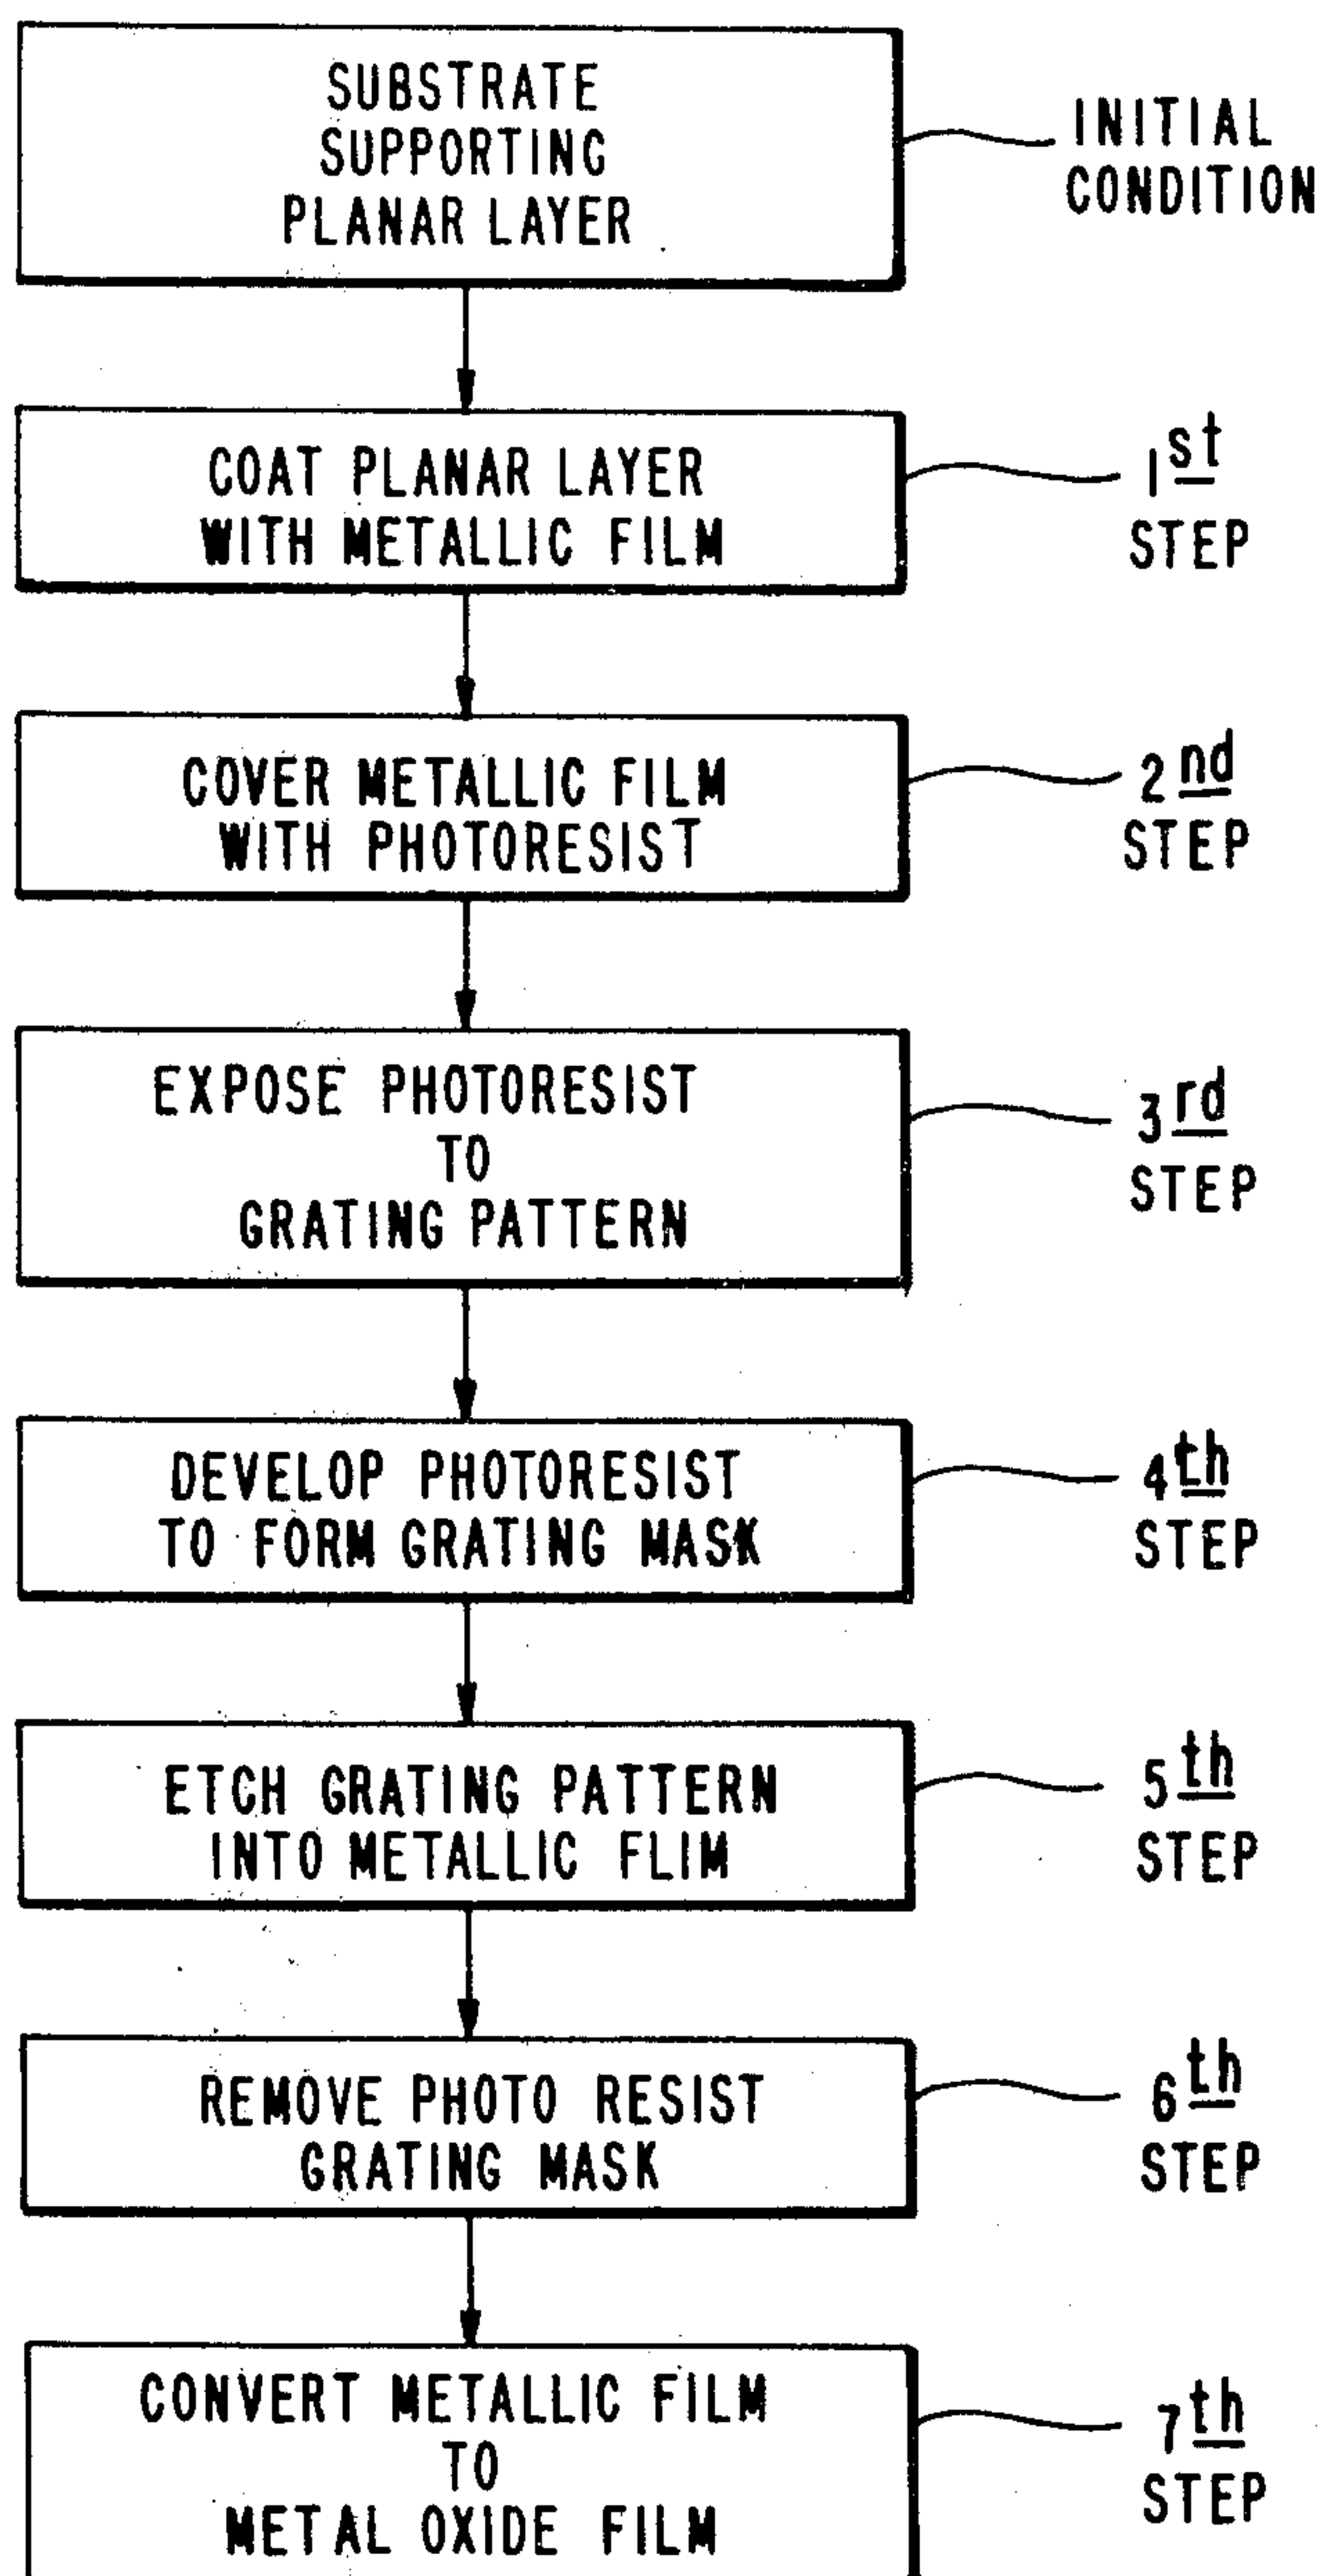 SUBSTRATE
SUPPORTING
PLANAR LAYER
INITIAL
CONDITION
COAT PLANAR LAYER
WITH METALLIC FILM
1st
STEP
COVER METALLIC FILM
WITH PHOTORESIST
2nd
STEP
EXPOSE PHOTORESIST
TO
GRATING PATTERN
3rd
STEP
DEVELOP PHOTORESIST
TO FORM GRATING MASK
4th
STEP
ETCH GRATING PATTERN
INTO METALLIC FLIM
5th
STEP
REMOVE PHOTO RESIST
GRATING MASK
6th
STEP
CONVERT METALLIC FILM
TO
METAL OXIDE FILM
7th
STEP